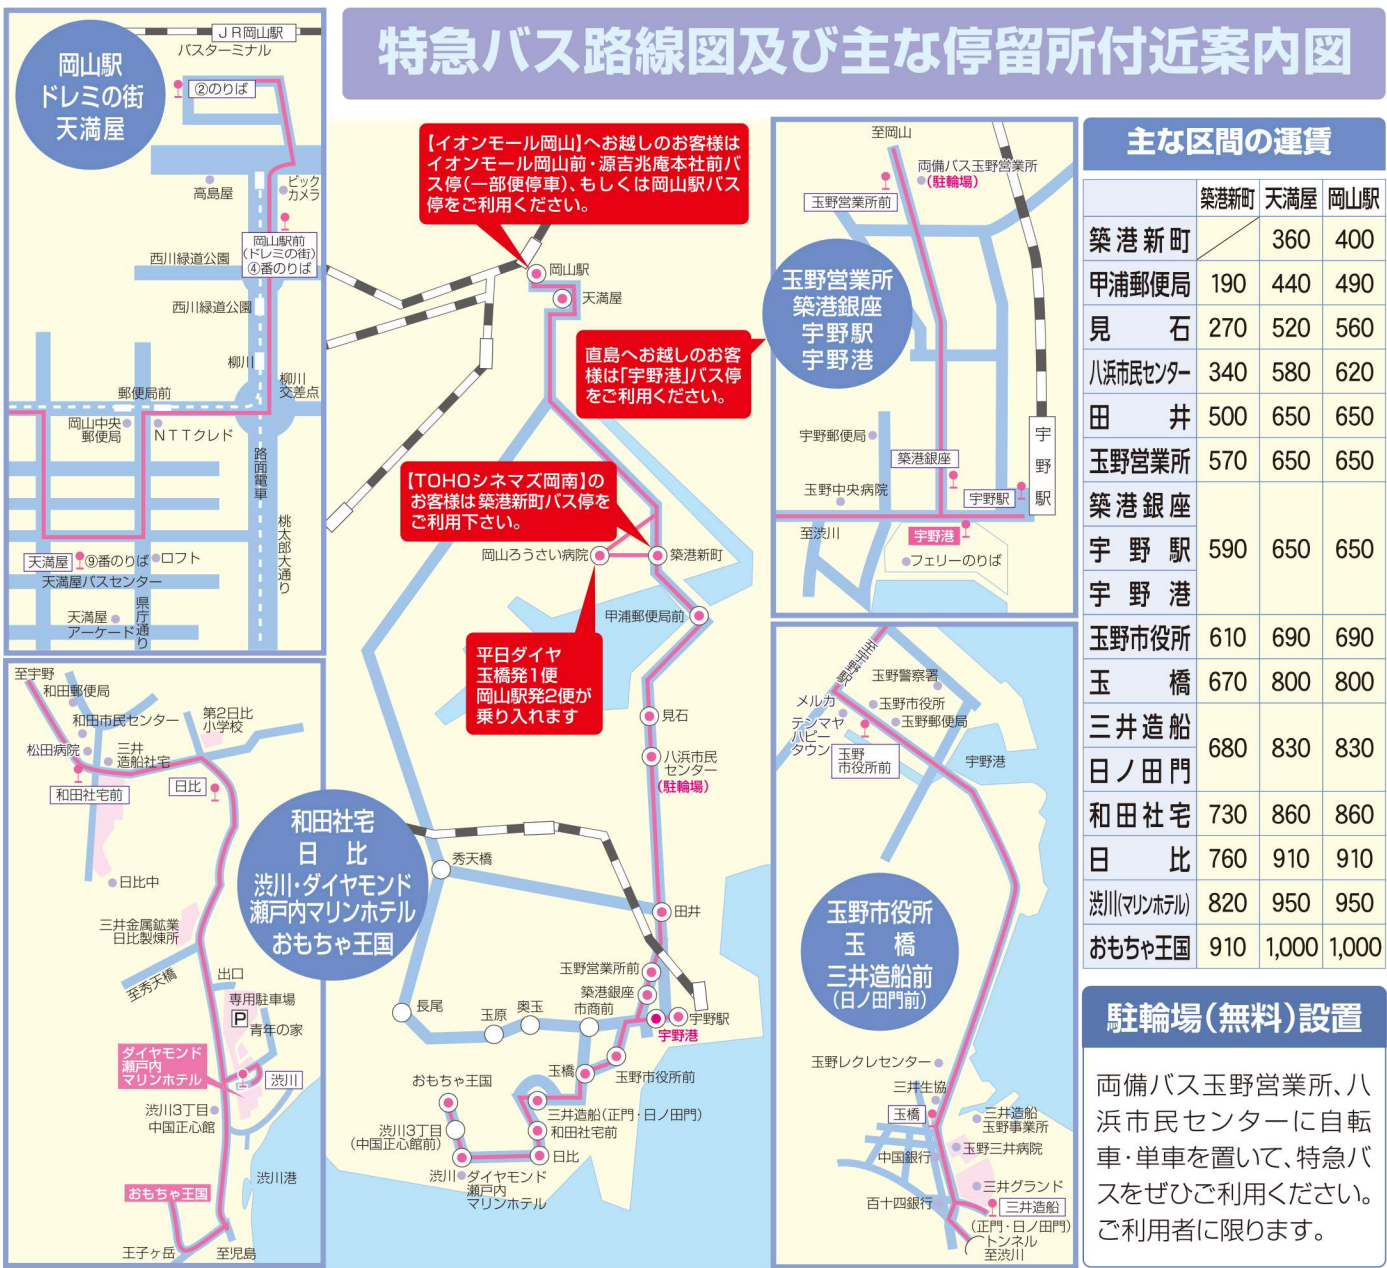 特急バス路線図及び主な停留所付近案内図
岡山駅
ドレミの街
天満屋
JR岡山駅
バスターミナル
②のりば
高島屋
ビック
カメラ
岡山駅前
(ドレミの街)
④番のりば
西川緑道公園
西川緑道公園
柳川
柳川
交差点
郵便局前
岡山中央
郵便局
NTTクレド
路面電車
桃太郎大通り
天満屋
⑨番のりば
ロフト
天満屋バスセンター
県庁通り
天満屋
アーケード
至宇野
和田郵便局
和田市民センター
第2日比
小学校
松田病院
三井
造船社宅
和田社宅前
日比
日比中
三井金属鉱業
日比製煉所
至秀天橋
出口
専用駐車場
P
青年の家
ダイヤモンド
瀬戸内
マリンホテル
渋川
渋川3丁目
中国正心館
渋川港
おもちゃ王国
王子ヶ岳
至児島
和田社宅
日 比
渋川・ダイヤモンド
瀬戸内マリンホテル
おもちゃ王国
【イオンモール岡山】へお越しのお客様は
イオンモール岡山前・源吉兆庵本社前バ
ス停(一部便停車)、もしくは岡山駅バス
停をご利用ください。
岡山駅
天満屋
直島へお越しのお客
様は「宇野港」バス停
をご利用ください。
【TOHOシネマズ岡南】の
お客様は築港新町バス停を
ご利用下さい。
岡山ろうさい病院
築港新町
甲浦郵便局前
平日ダイヤ
玉橋発1便
岡山駅発2便が
乗り入れます
見石
八浜市民
センター
(駐輪場)
秀天橋
田井
玉野営業所前
築港銀座
市商前
宇野駅
宇野港
長尾
玉原
奥玉
玉橋
玉野市役所前
おもちゃ王国
三井造船(正門・日ノ田門)
和田社宅前
渋川3丁目
(中国正心館前)
日比
渋川
ダイヤモンド
瀬戸内
マリンホテル
至岡山
両備バス玉野営業所
(駐輪場)
玉野営業所前
玉野営業所
築港銀座
宇野駅
宇野港
宇野郵便局
築港銀座
宇野駅
玉野中央病院
宇野駅
至渋川
宇野港
フェリーのりば
至宇野駅
玉野警察署
メルカ
玉野市役所
テンマヤ
ハピー
タウン
玉野郵便局
玉野
市役所前
宇野港
玉野市役所
玉 橋
三井造船前
(日ノ田門前)
玉野レクレセンター
三井生協
玉橋
三井造船
玉野事業所
中国銀行
玉野三井病院
三井グランド
百十四銀行
三井造船
(正門・日ノ田門)
トンネル
至渋川
主な区間の運賃
築港新町 天満屋 岡山駅
築港新町 360 400
甲浦郵便局 190 440 490
見石 270 520 560
八浜市民センター 340 580 620
田井 500 650 650
玉野営業所 570 650 650
築港銀座
宇野駅 590 650 650
宇野港
玉野市役所 610 690 690
玉橋 670 800 800
三井造船
680 830 830
日ノ田門
和田社宅 730 860 860
日比 760 910 910
渋川(マリンホテル) 820 950 950
おもちゃ王国 910 1,000 1,000
駐輪場(無料)設置
両備バス玉野営業所、八
浜市民センターに自転
車・単車を置いて、特急バ
スをぜひご利用ください。
ご利用者に限ります。